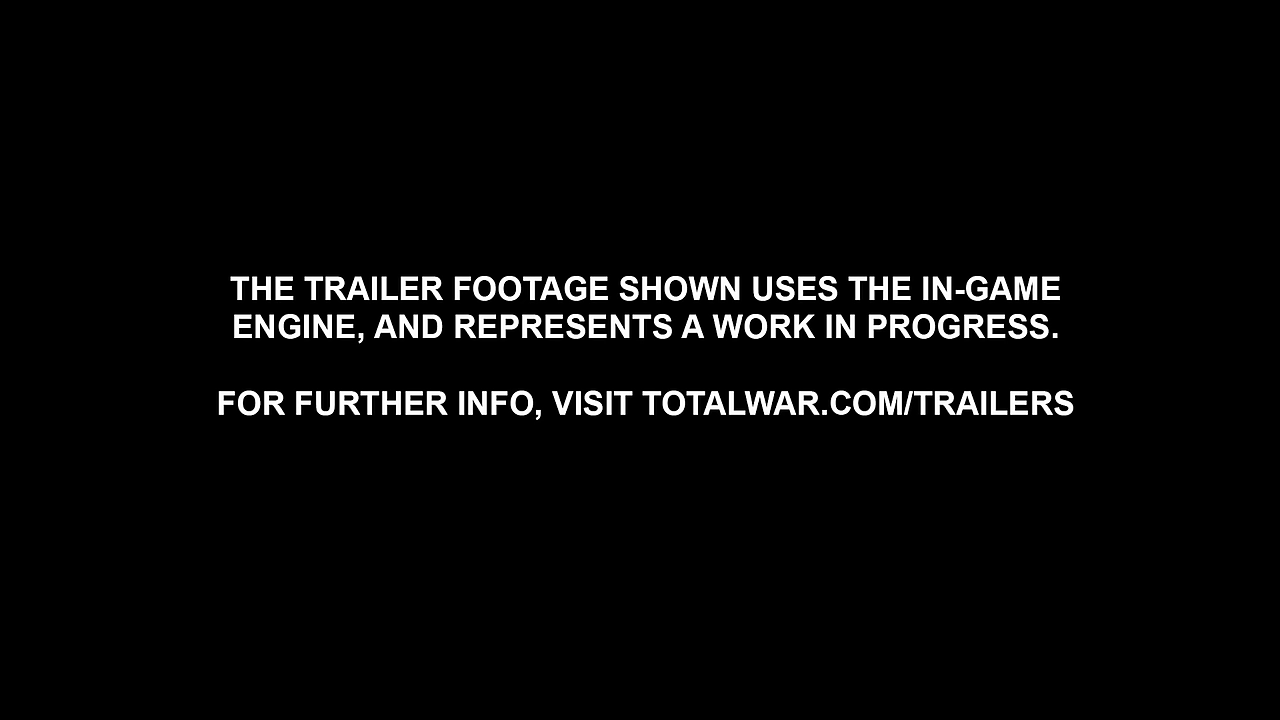 THE TRAILER FOOTAGE SHOWN USES THE IN-GAME
ENGINE, AND REPRESENTS A WORK IN PROGRESS.
FOR FURTHER INFO, VISIT TOTALWAR.COM/TRAILERS